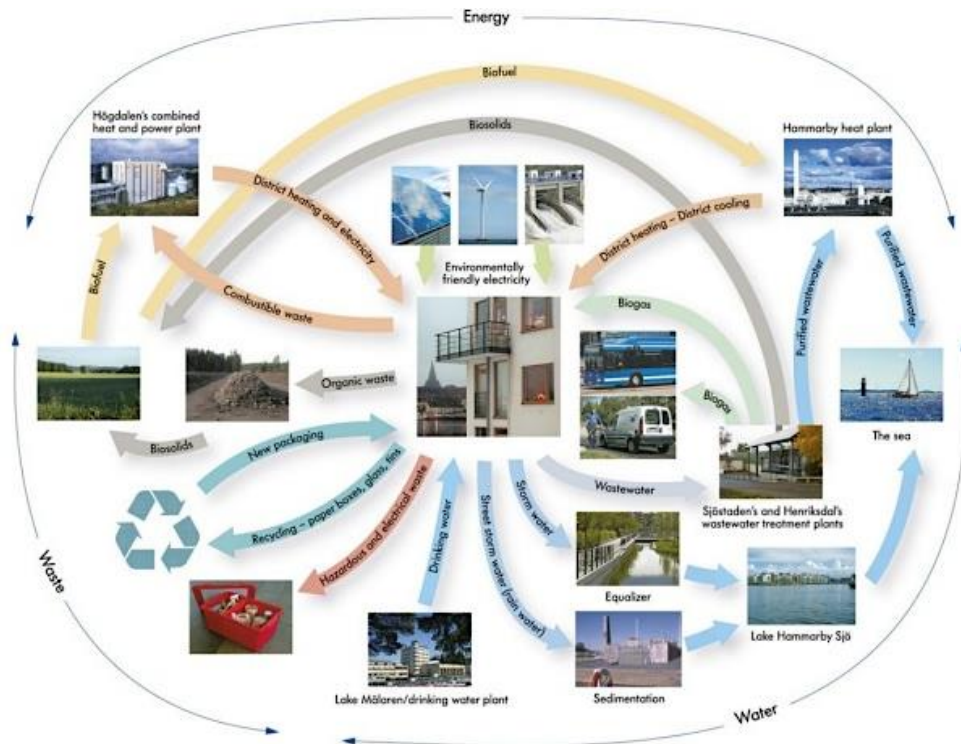 Energy
Biofuel
Högdalen's combined
heat and power plant
Biosolids
Hammarby heat plant
District heating and electricity
District heating – District cooling
Environmentally
friendly electricity
Biofuel
Combustible waste
Biogas
Purified wastewater
Purified wastewater
Organic waste
Biogas
The sea
Biosolids
New packaging
Wastewater
Sjöstaden's and Henriksdal's
wastewater treatment plants
Recycling – paper boxes, glass, tins
Hazardous and electrical waste
Drinking water
Street storm water (rain water)
Storm water
Equalizer
Lake Hammarby Sjö
Waste
Lake Mälaren/drinking water plant
Sedimentation
Water